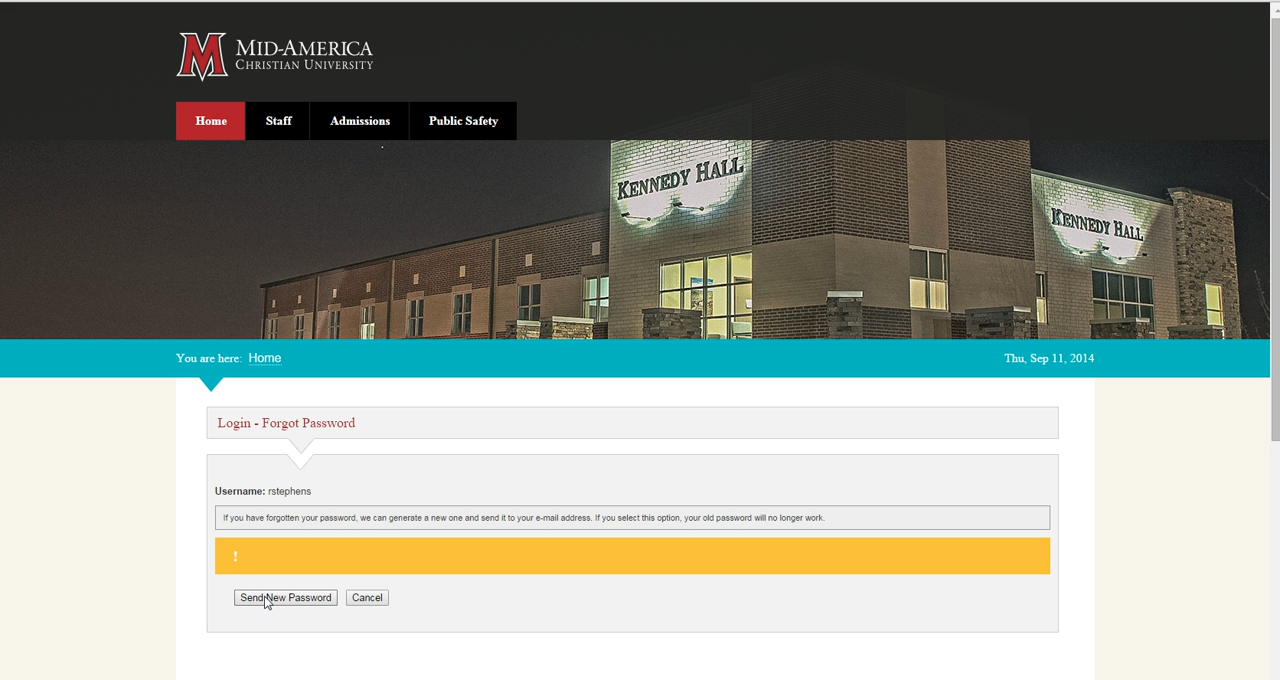 M MID-AMERICA
CHRISTIAN UNIVERSITY
Home Staff Admissions Public Safety
KENNEDY HALL
KENNEDY HALL
You are here: Home Thu, Sep 11, 2014
Login - Forgot Password
Username: rstephens
If you have forgotten your password, we can generate a new one and send it to your e-mail address. If you select this option, your old password will no longer work.
!
Send New Password Cancel